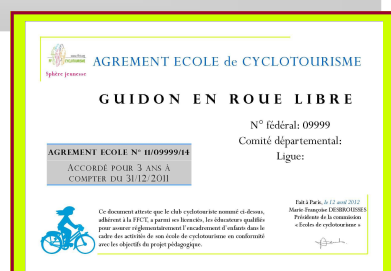 AGREMENT ECOLE de CYCLOTOURISME
Sphère jeunesse
GUIDON EN ROUE LIBRE
N° fédéral: 09999
Comité départemental:
Ligue:
AGREMENT ECOLE N° 11/09999/14
ACCORDÉ POUR 3 ANS À
COMPTER DU 31/12/2011
Fait à Paris, le 12 avril 2012
Marie-Françoise DESBROUSSES
Présidente de la commission
« Ecoles de cyclotourisme »
Ce document atteste que le club cyclotouriste nommé ci-dessus,
adhérent à la FFCT, a parmi ses licenciés, les éducateurs qualifiés
pour assurer réglementairement l'encadrement d'enfants dans le
cadre des activités de son école de cyclotourisme en conformité
avec les objectifs du projet pédagogique.